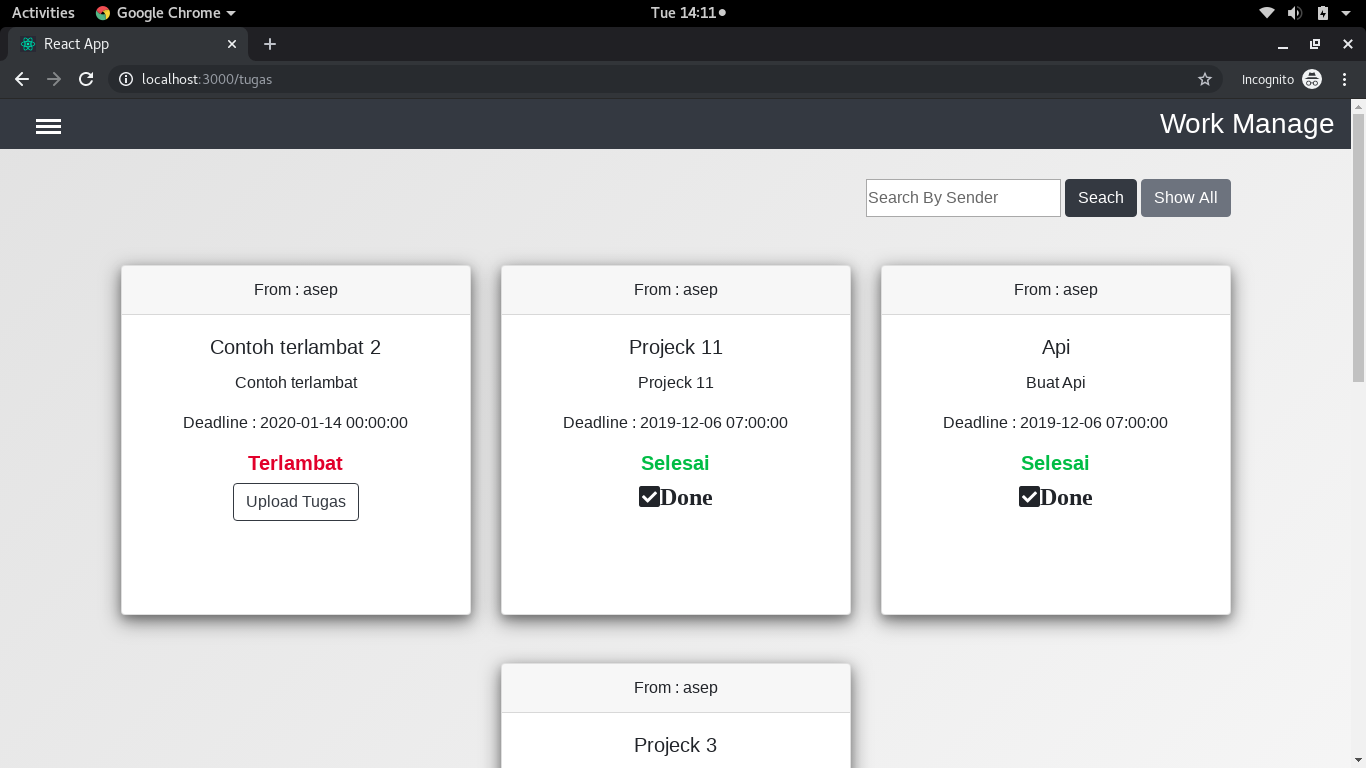 Activities Google Chrome Tue 14:11
React App
localhost:3000/tugas Incognito
Work Manage
Search By Sender Seach Show All
From : asep
Contoh terlambat 2
Contoh terlambat
Deadline : 2020-01-14 00:00:00
Terlambat
Upload Tugas
From : asep
Projeck 11
Projeck 11
Deadline : 2019-12-06 07:00:00
Selesai
Done
From : asep
Api
Buat Api
Deadline : 2019-12-06 07:00:00
Selesai
Done
From : asep
Projeck 3